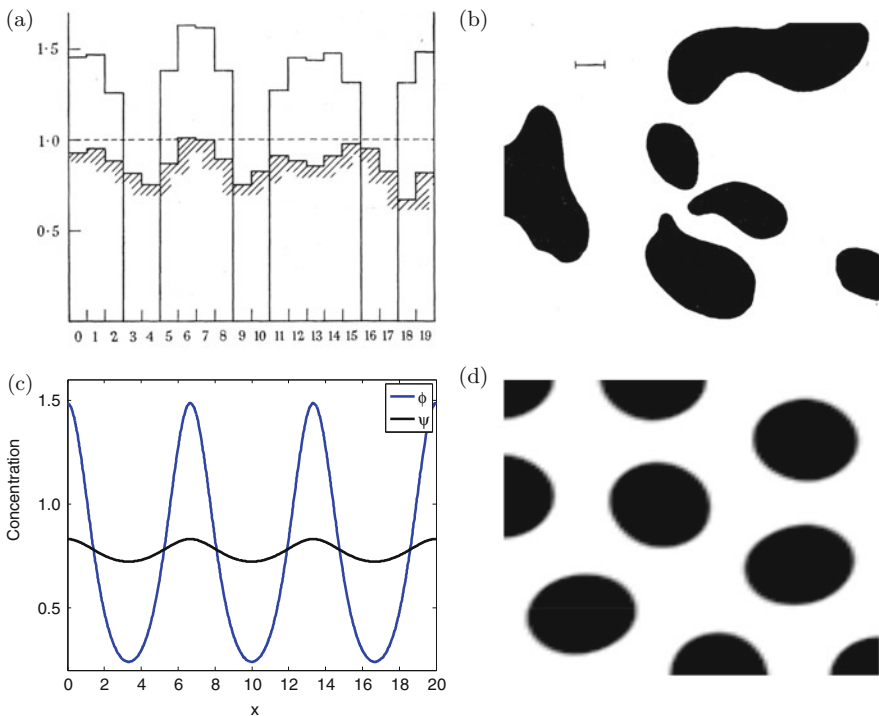 (a)
1·5
1·0
0·5
0 1 2 3 4 5 6 7 8 9 10 11 12 13 14 15 16 17 18 19
(b)
(c)
1.5
1.0
0.5
Concentration
ϕ
ψ
0 2 4 6 8 10 12 14 16 18 20
x
(d)